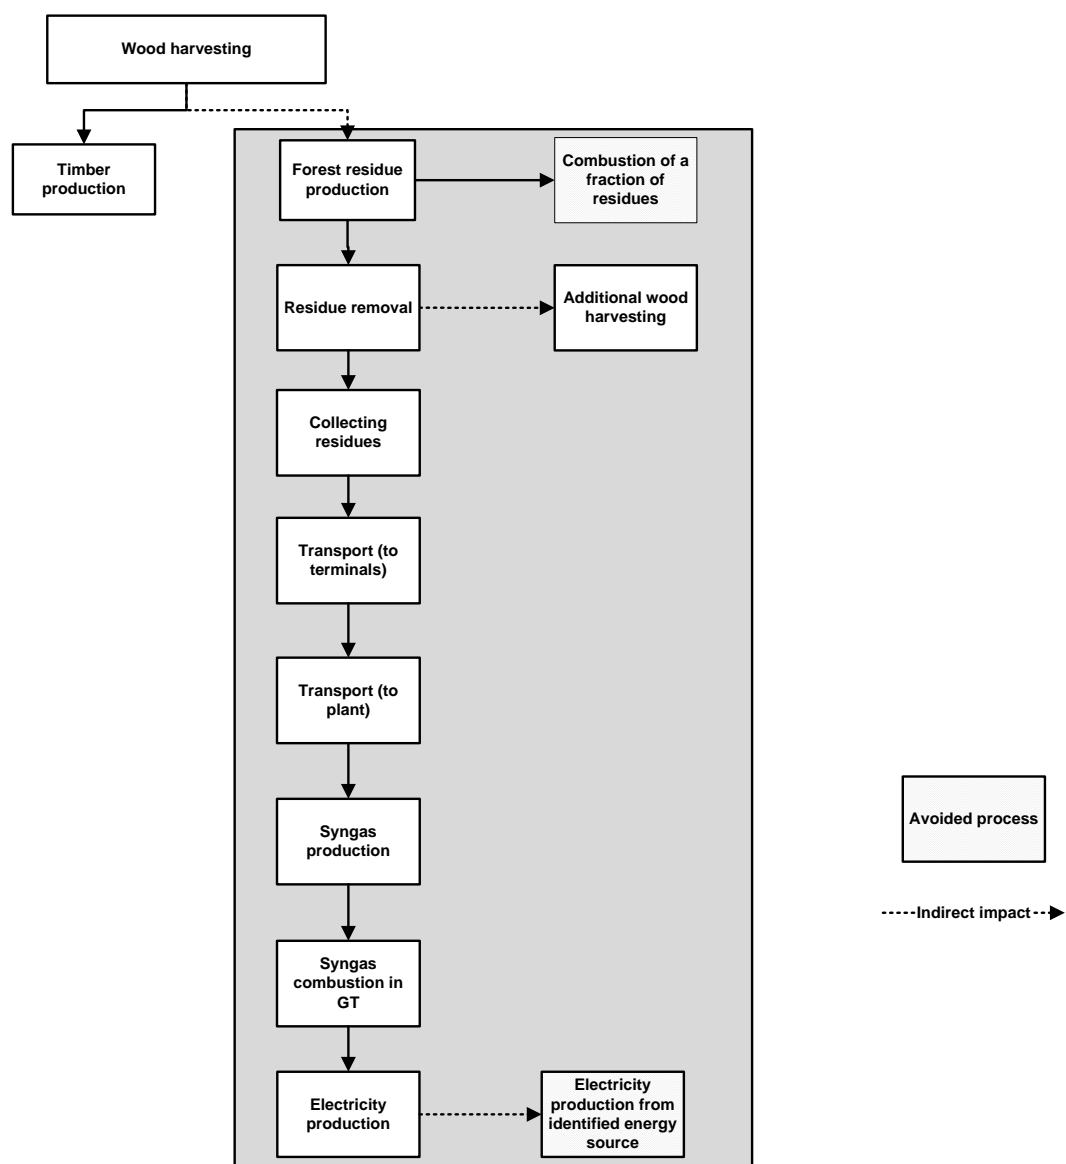 Wood harvesting
Timber
production
Forest residue
production
Combustion of a
fraction of
residues
Residue removal
Additional wood
harvesting
Collecting
residues
Transport (to
terminals)
Transport (to
plant)
Syngas
production
Avoided process
Indirect impact
Syngas
combustion in
GT
Electricity
production
Electricity
production from
identified energy
source